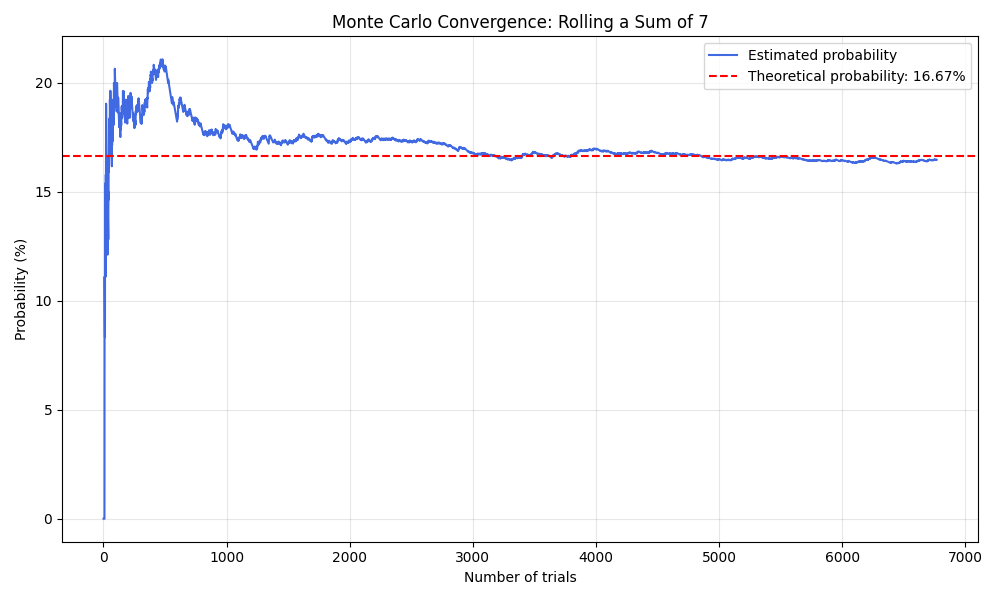 Monte Carlo Convergence: Rolling a Sum of 7
Estimated probability
Theoretical probability: 16.67%
Probability (%)
20
15
10
5
0
0 1000 2000 3000 4000 5000 6000 7000
Number of trials